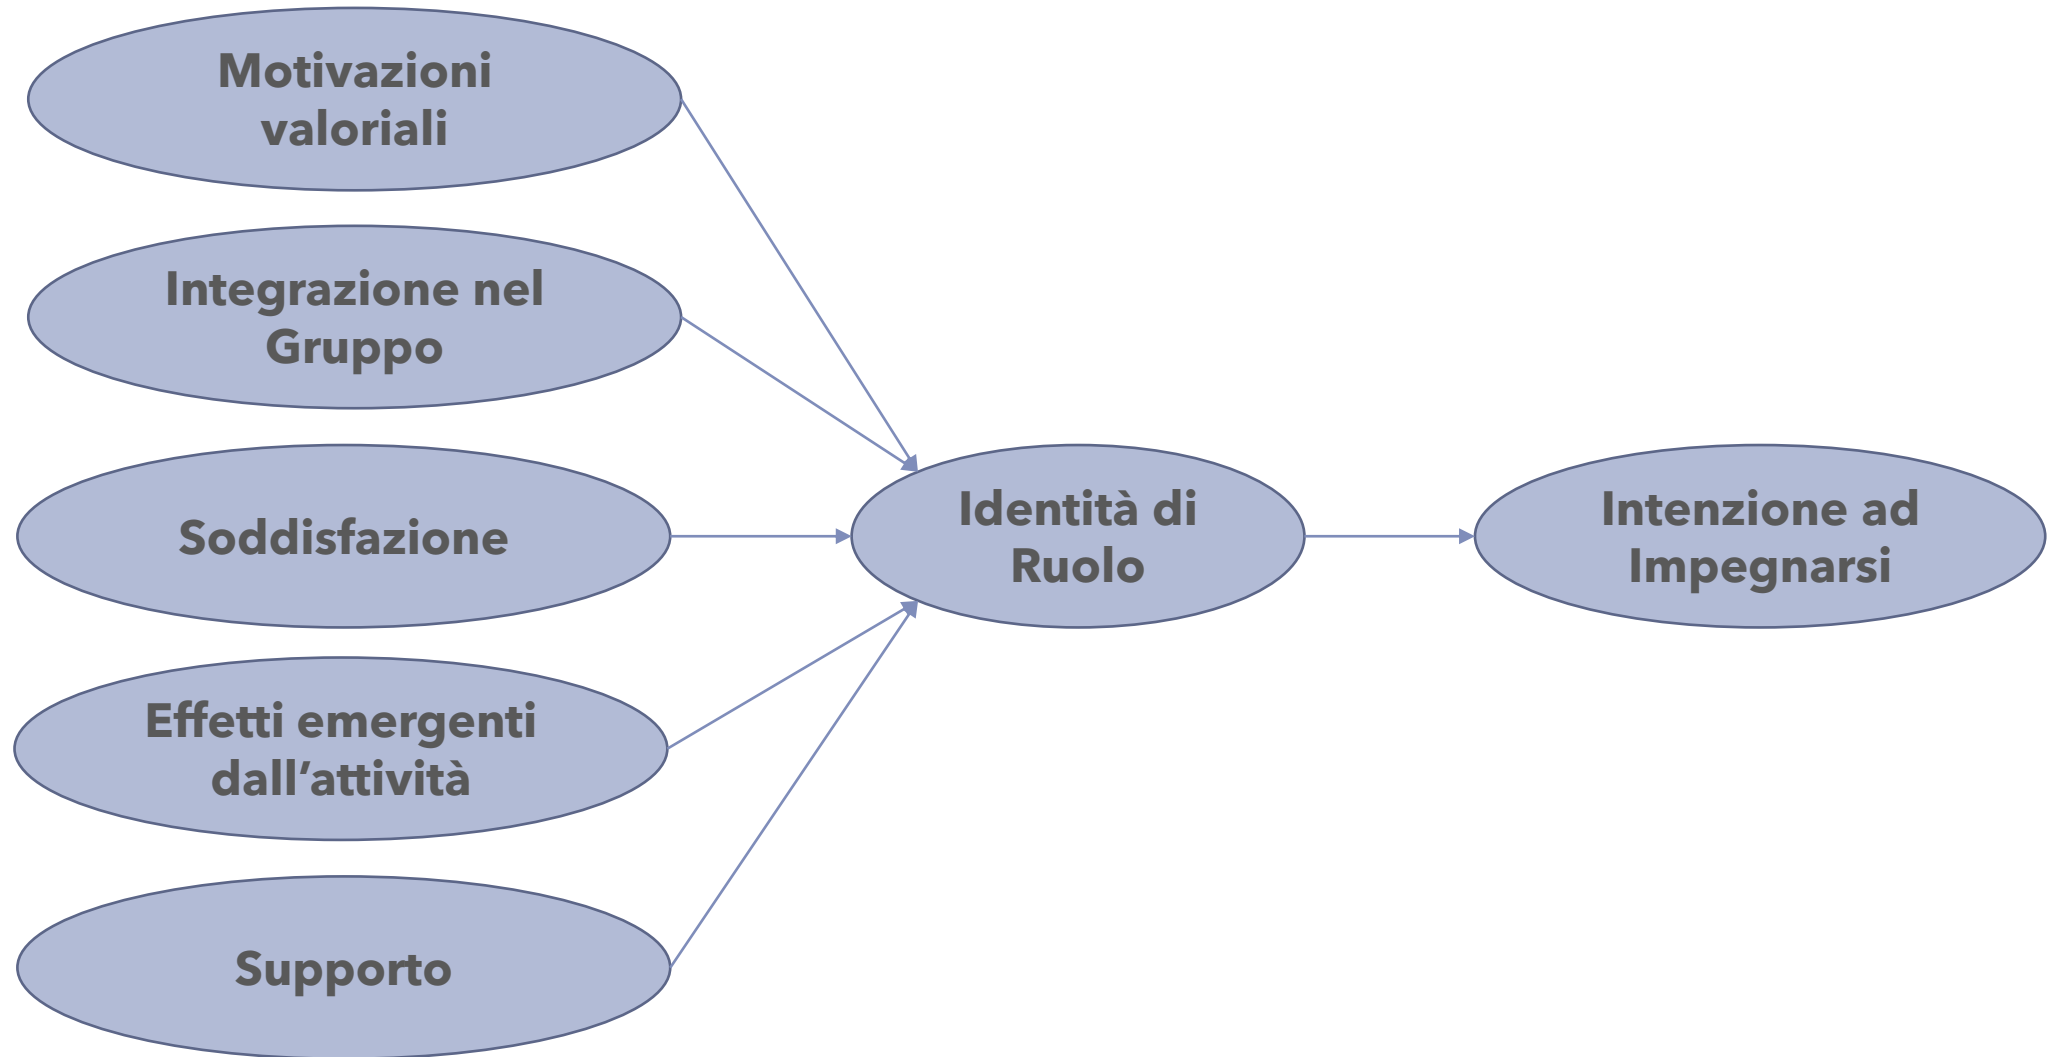 Motivazioni
valoriali
Integrazione nel
Gruppo
Soddisfazione
Effetti emergenti
dall’attività
Supporto
Identità di
Ruolo
Intenzione ad
Impegnarsi